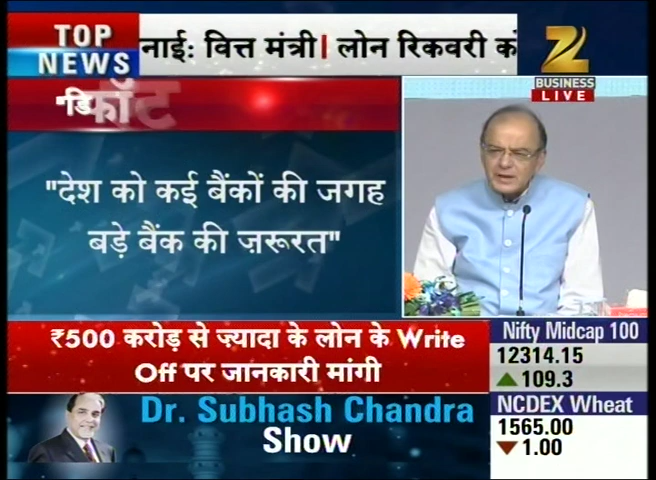 TOP
NEWS
नाई: वित्त मंत्री। लोन रिकवरी
Z
BUSINESS
LIVE
"देश को कई बैंकों की जगह
बड़े बैंक की ज़रूरत"
₹500 करोड़ से ज्यादा के लोन के Write
Off पर जानकारी मांगी
Nifty Midcap 100
12314.15
109.3
NCDEX Wheat
1565.00
1.00
Dr. Subhash Chandra
Show